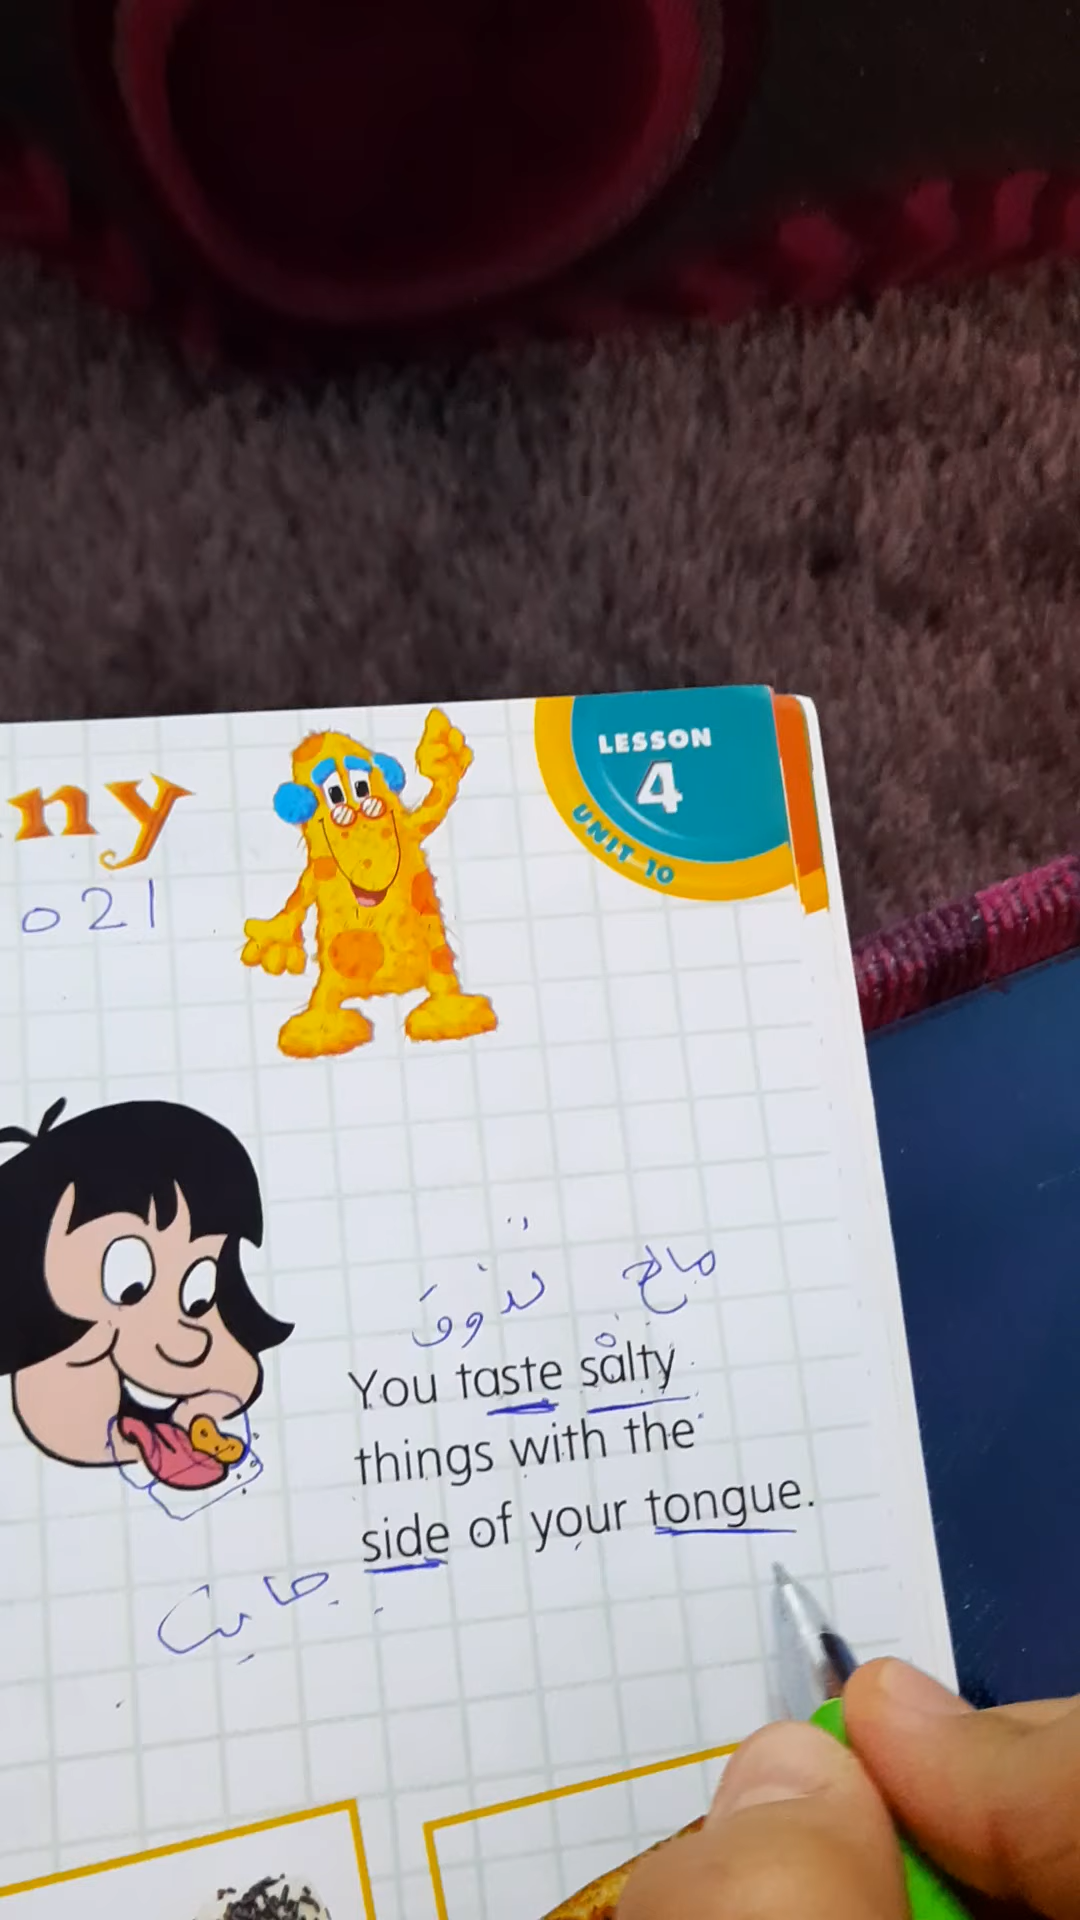 ny
LESSON
4
UNIT 10
021
تذوق مالح
You taste salty
things with the
side of your tongue.
جانب